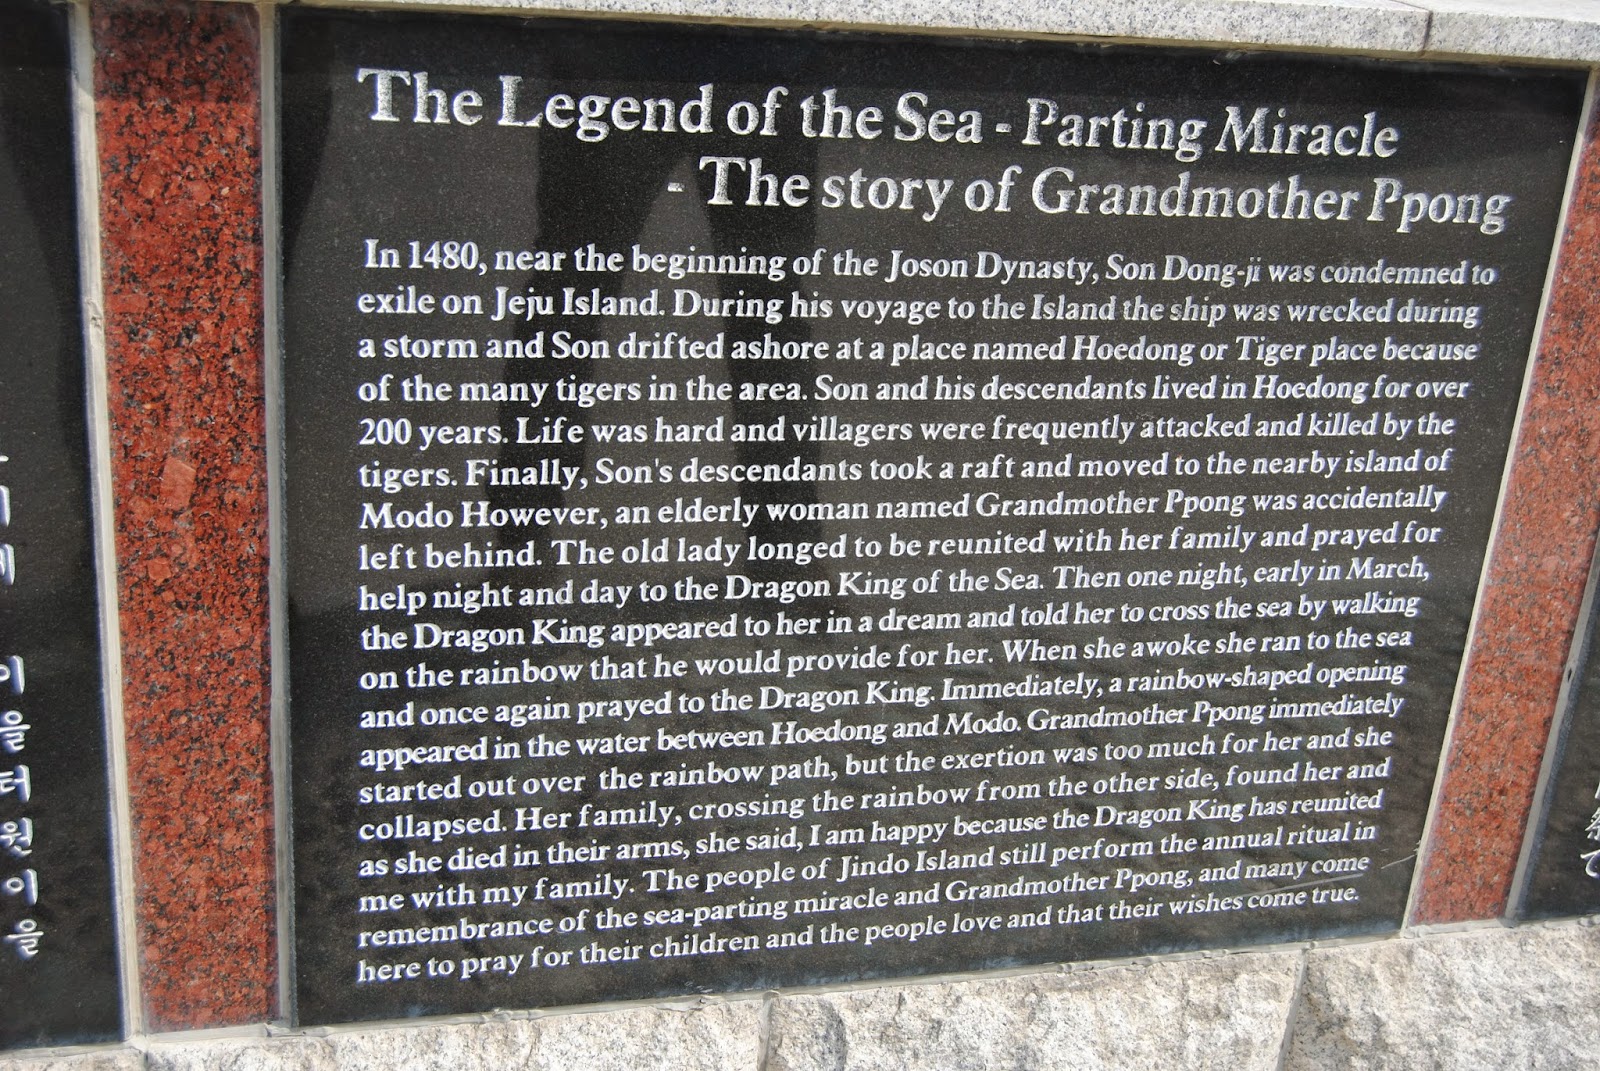 The Legend of the Sea - Parting Miracle
- The story of Grandmother Ppong
In 1480, near the beginning of the Joson Dynasty, Son Dong-ji was condemned to
exile on Jeju Island. During his voyage to the Island the ship was wrecked during
a storm and Son drifted ashore at a place named Hoedong or Tiger place because
of the many tigers in the area. Son and his descendants lived in Hoedong for over
200 years. Life was hard and villagers were frequently attacked and killed by the
tigers. Finally, Son's descendants took a raft and moved to the nearby island of
Modo However, an elderly woman named Grandmother Ppong was accidentally
left behind. The old lady longed to be reunited with her family and prayed for
help night and day to the Dragon King of the Sea. Then one night, early in March,
the Dragon King appeared to her in a dream and told her to cross the sea by walking
on the rainbow that he would provide for her. When she awoke she ran to the sea
and once again prayed to the Dragon King. Immediately, a rainbow-shaped opening
appeared in the water between Hoedong and Modo. Grandmother Ppong immediately
started out over the rainbow path, but the exertion was too much for her and she
collapsed. Her family, crossing the rainbow from the other side, found her and
as she died in their arms, she said, I am happy because the Dragon King has reunited
me with my family. The people of Jindo Island still perform the annual ritual in
remembrance of the sea-parting miracle and Grandmother Ppong, and many come
here to pray for their children and the people love and that their wishes come true.